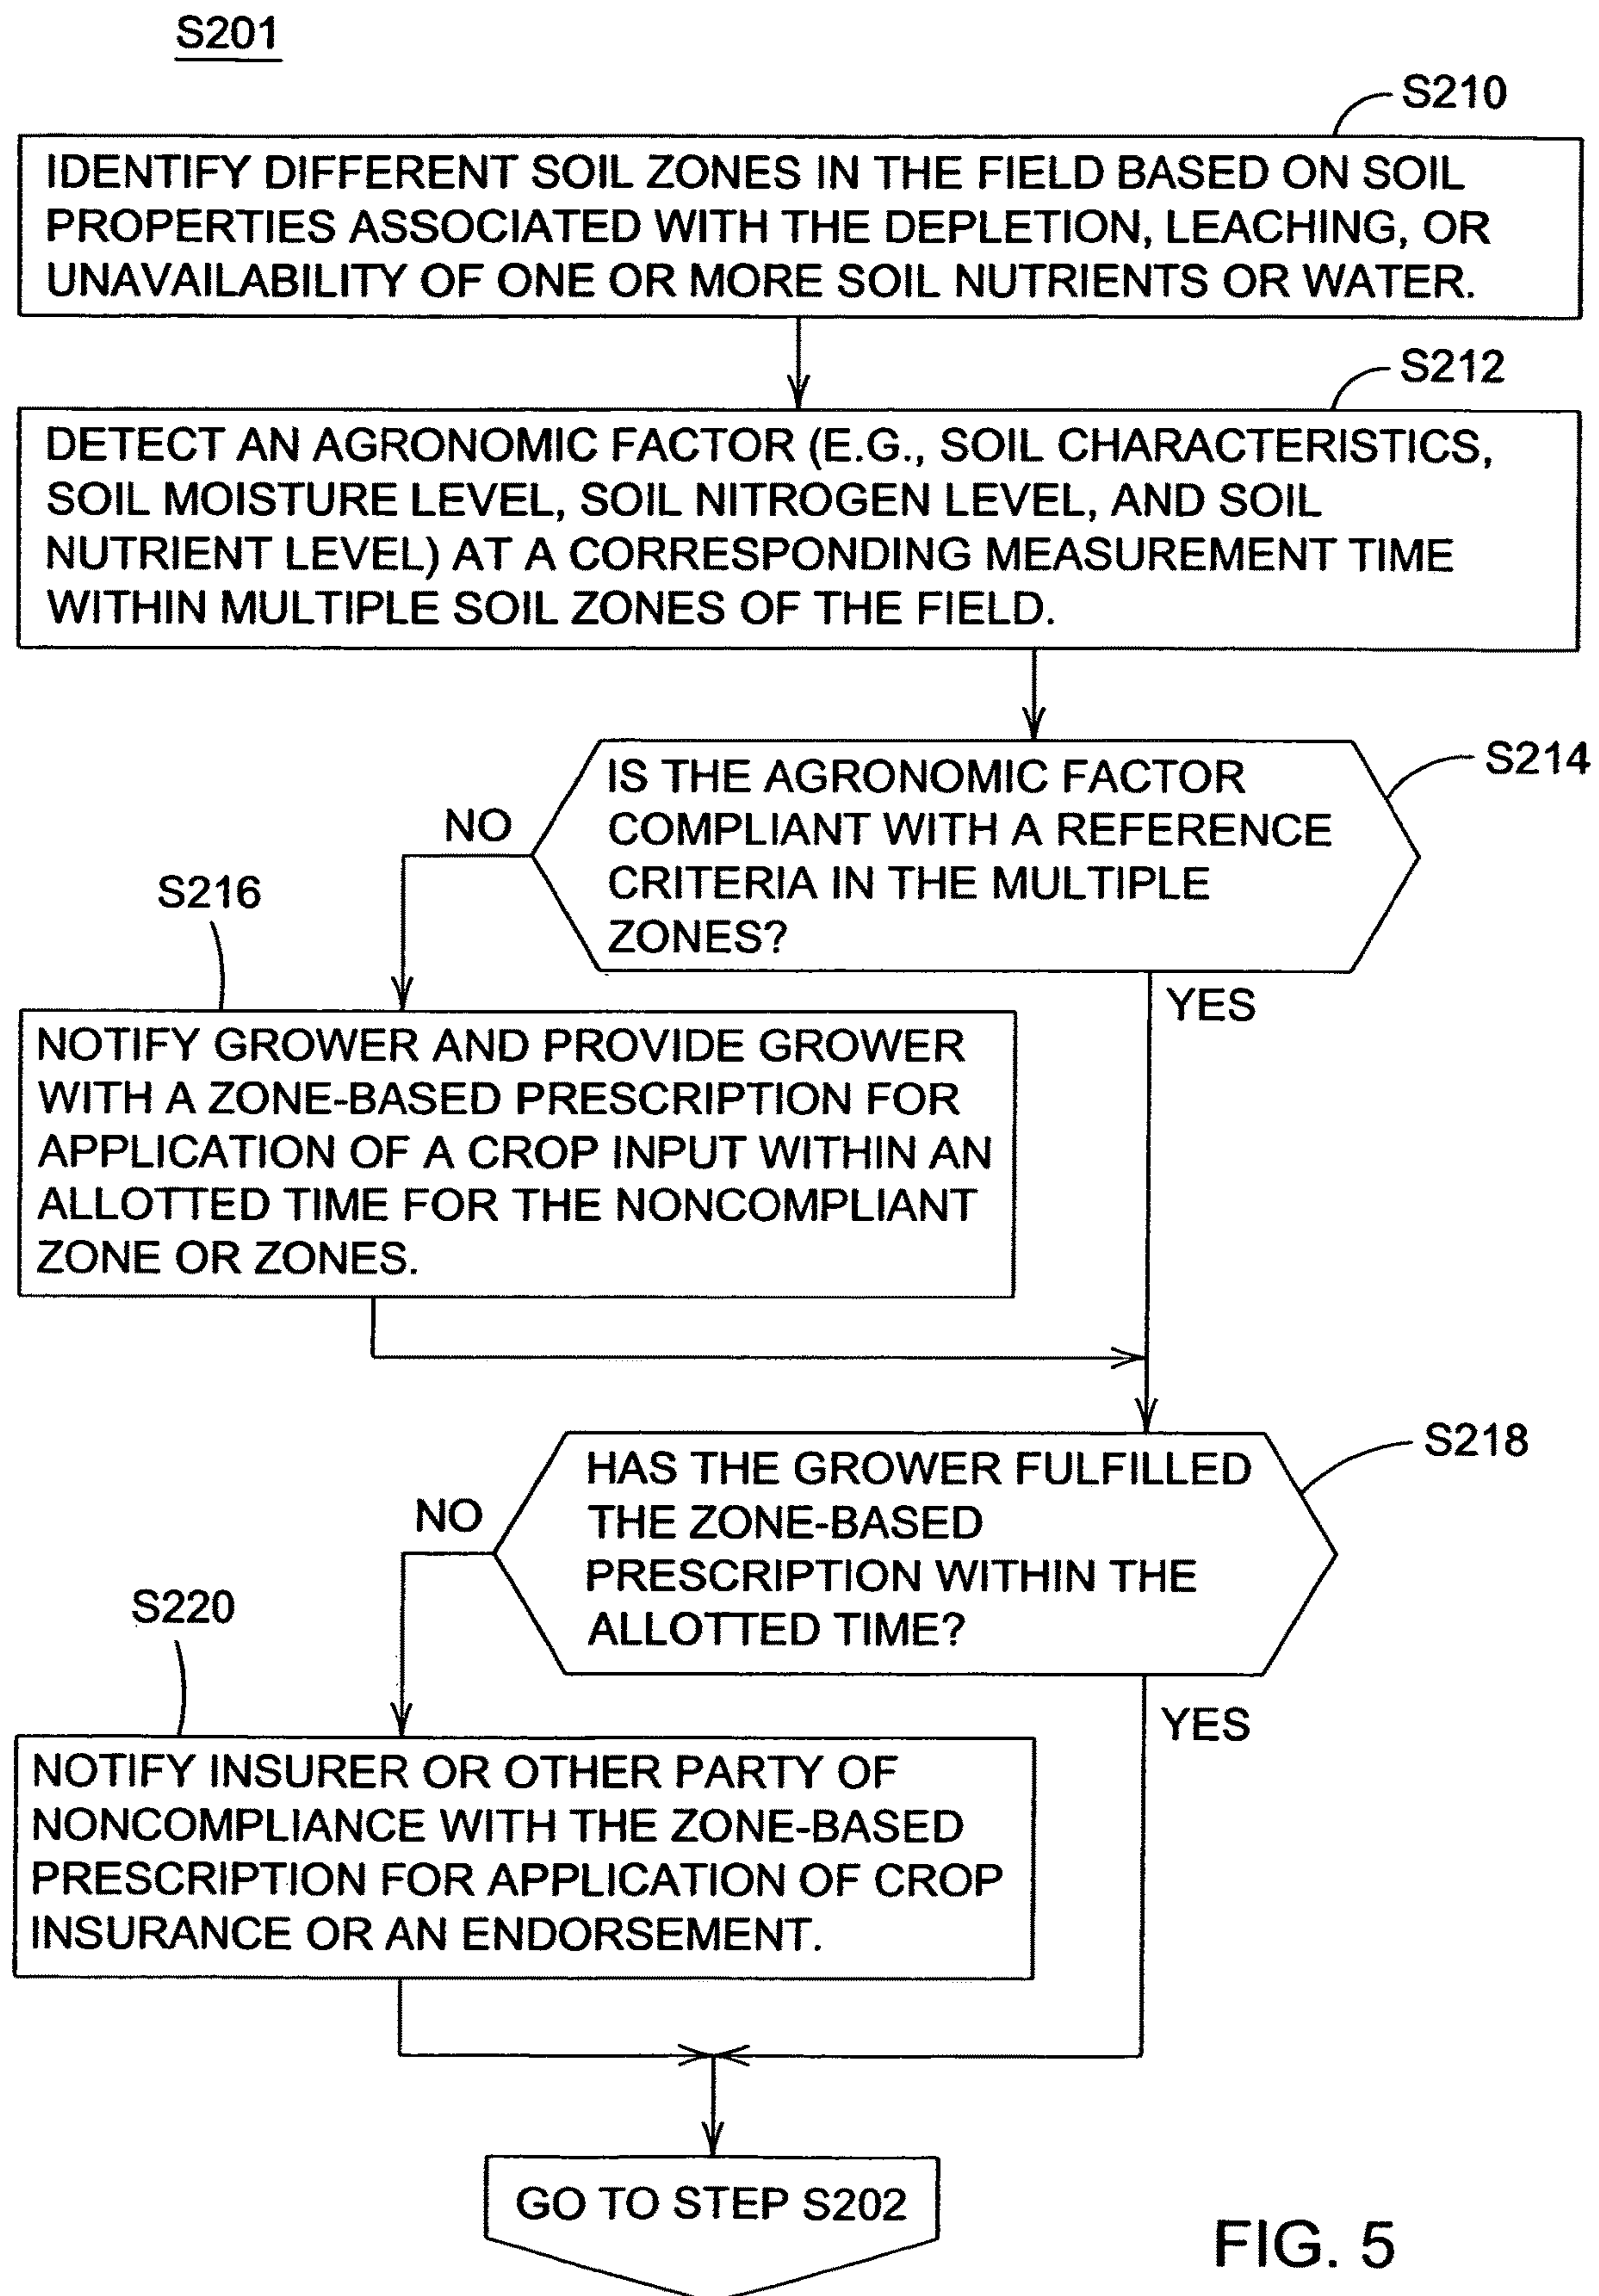 S201
S210
IDENTIFY DIFFERENT SOIL ZONES IN THE FIELD BASED ON SOIL
PROPERTIES ASSOCIATED WITH THE DEPLETION, LEACHING, OR
UNAVAILABILITY OF ONE OR MORE SOIL NUTRIENTS OR WATER.
S212
DETECT AN AGRONOMIC FACTOR (E.G., SOIL CHARACTERISTICS,
SOIL MOISTURE LEVEL, SOIL NITROGEN LEVEL, AND SOIL
NUTRIENT LEVEL) AT A CORRESPONDING MEASUREMENT TIME
WITHIN MULTIPLE SOIL ZONES OF THE FIELD.
S214
IS THE AGRONOMIC FACTOR
COMPLIANT WITH A REFERENCE
CRITERIA IN THE MULTIPLE
ZONES?
NO
YES
S216
NOTIFY GROWER AND PROVIDE GROWER
WITH A ZONE-BASED PRESCRIPTION FOR
APPLICATION OF A CROP INPUT WITHIN AN
ALLOTTED TIME FOR THE NONCOMPLIANT
ZONE OR ZONES.
S218
HAS THE GROWER FULFILLED
THE ZONE-BASED
PRESCRIPTION WITHIN THE
ALLOTTED TIME?
NO
YES
S220
NOTIFY INSURER OR OTHER PARTY OF
NONCOMPLIANCE WITH THE ZONE-BASED
PRESCRIPTION FOR APPLICATION OF CROP
INSURANCE OR AN ENDORSEMENT.
GO TO STEP S202
FIG. 5